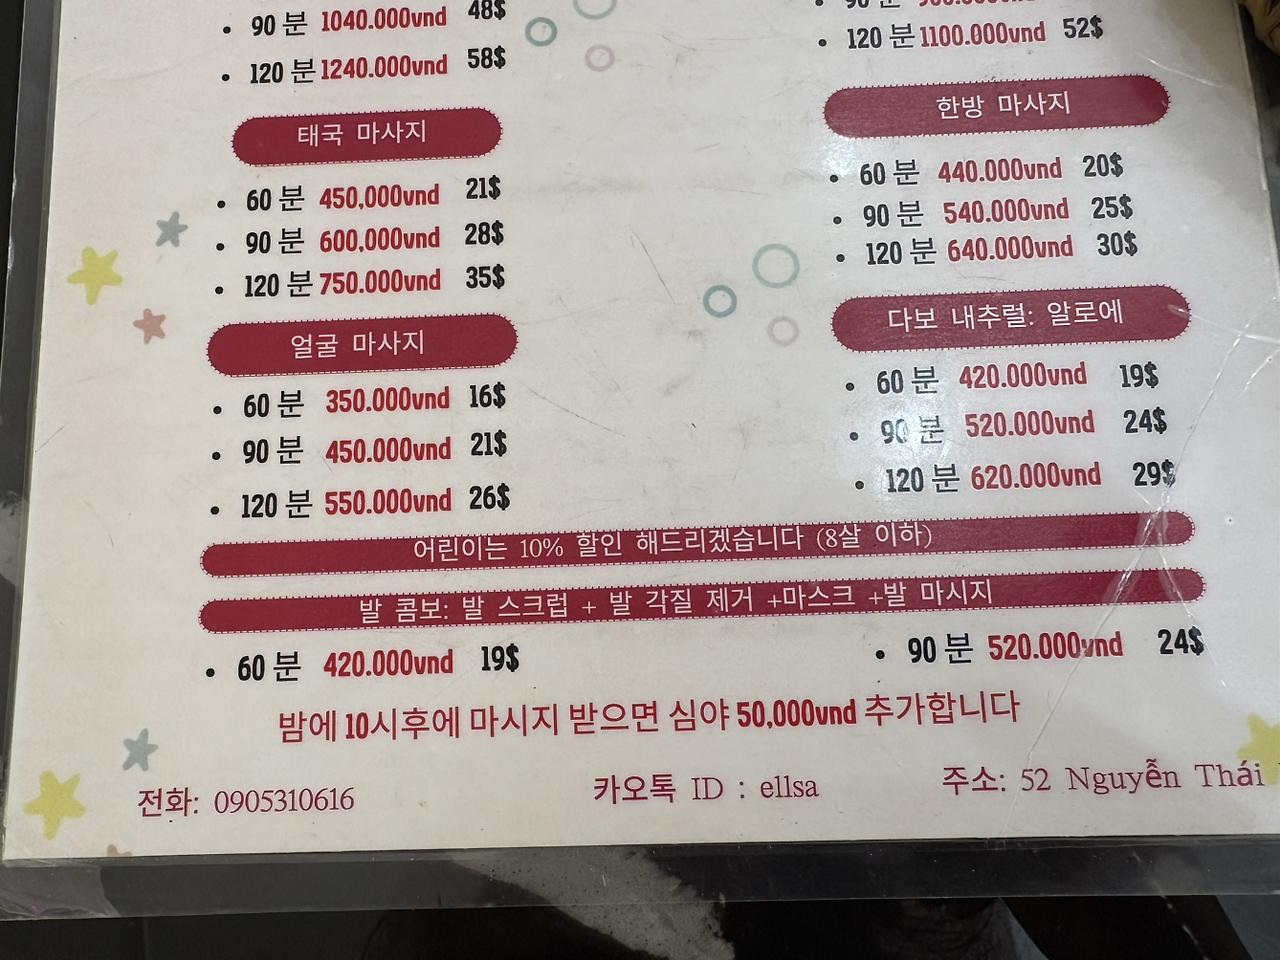 90 분 1040.000vnd 48$
120 분 1240.000vnd 58$
태국 마사지
60 분 450,000vnd 21$
90 분 600,000vnd 28$
120 분 750.000vnd 35$
얼굴 마사지
60 분 350.000vnd 16$
90 분 450.000vnd 21$
120 분 550.000vnd 26$
90 분
120 분 1100.000vnd 52$
한방 마사지
60 분 440.000vnd 20$
90 분 540.000vnd 25$
120 분 640.000vnd 30$
다보 내추럴: 알로에
60 분 420.000vnd 19$
90 분 520.000vnd 24$
120 분 620.000vnd 29$
어린이는 10% 할인 해드리겠습니다 (8살 이하)
발 콤보: 발 스크럽 + 발 각질 제거 +마스크 +발 마시지
60 분 420.000vnd 19$
90 분 520.000vnd 24$
밤에 10시후에 마시지 받으면 심야 50,000vnd 추가합니다
전화: 0905310616
카오톡 ID : ellsa
주소: 52 Nguyễn Thái